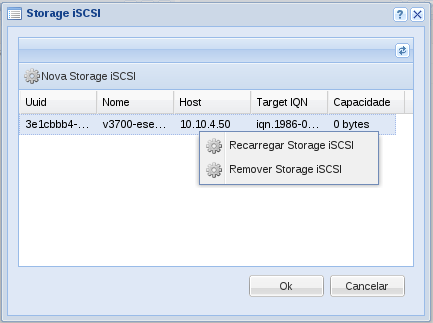 Storage iSCSI
Nova Storage iSCSI
Uuid Nome Host Target IQN Capacidade
3e1cbbb4-... v3700-ese... 10.10.4.50 iqn.1986-0... 0 bytes
Recarregar Storage iSCSI
Remover Storage iSCSI
Ok Cancelar